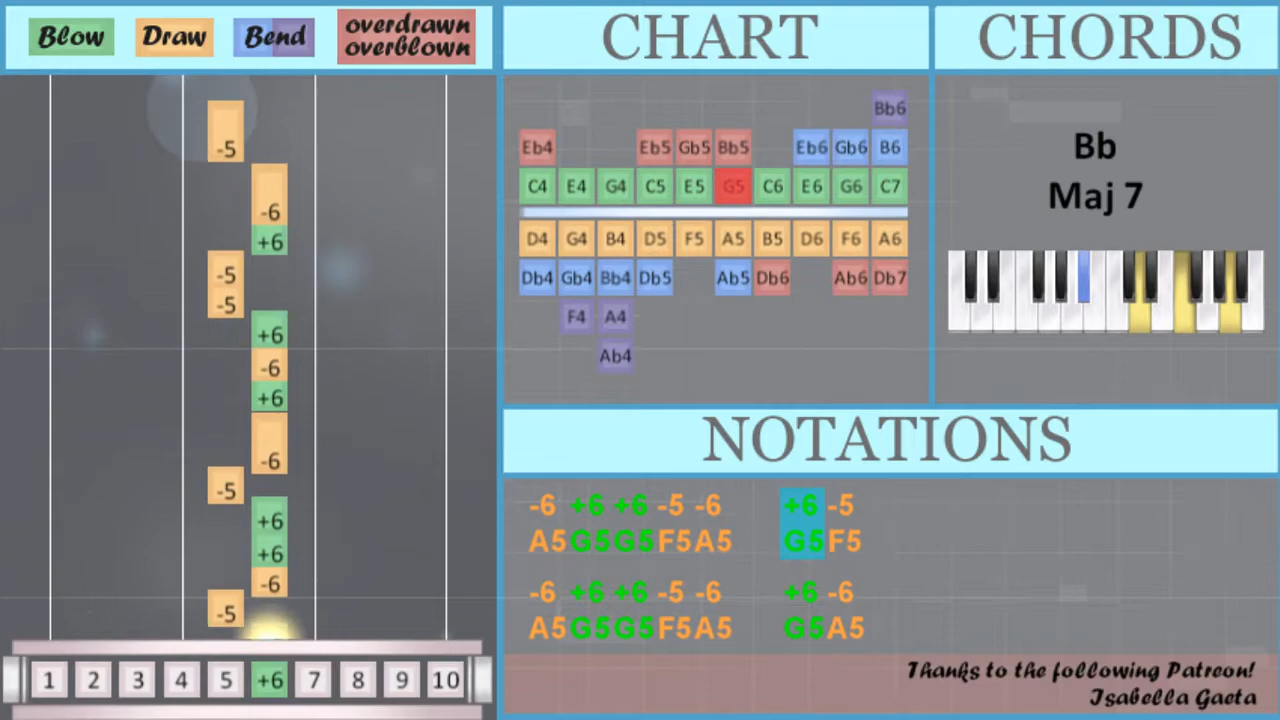 Blow Draw Bend overdrawn
overblown
CHART
CHORDS
-5
-6
+6
-5
-5
+6
-6
+6
-6
-5
+6
+6
-6
-5
1 2 3 4 5 +6 7 8 9 10
Bb6
Eb4 Eb5 Gb5 Bb5 Eb6 Gb6 B6
C4 E4 G4 C5 E5 G5 C6 E6 G6 C7
D4 G4 B4 D5 F5 A5 B5 D6 F6 A6
Db4 Gb4 Bb4 Db5 Ab5 Db6 Ab6 Db7
F4 A4
Ab4
Bb
Maj 7
NOTATIONS
-6 +6 +6 -5 -6 +6 -5
A5 G5 G5 F5 A5 G5 F5
-6 +6 +6 -5 -6 +6 -6
A5 G5 G5 F5 A5 G5 A5
Thanks to the following Patreon!
Isabella Gaeta